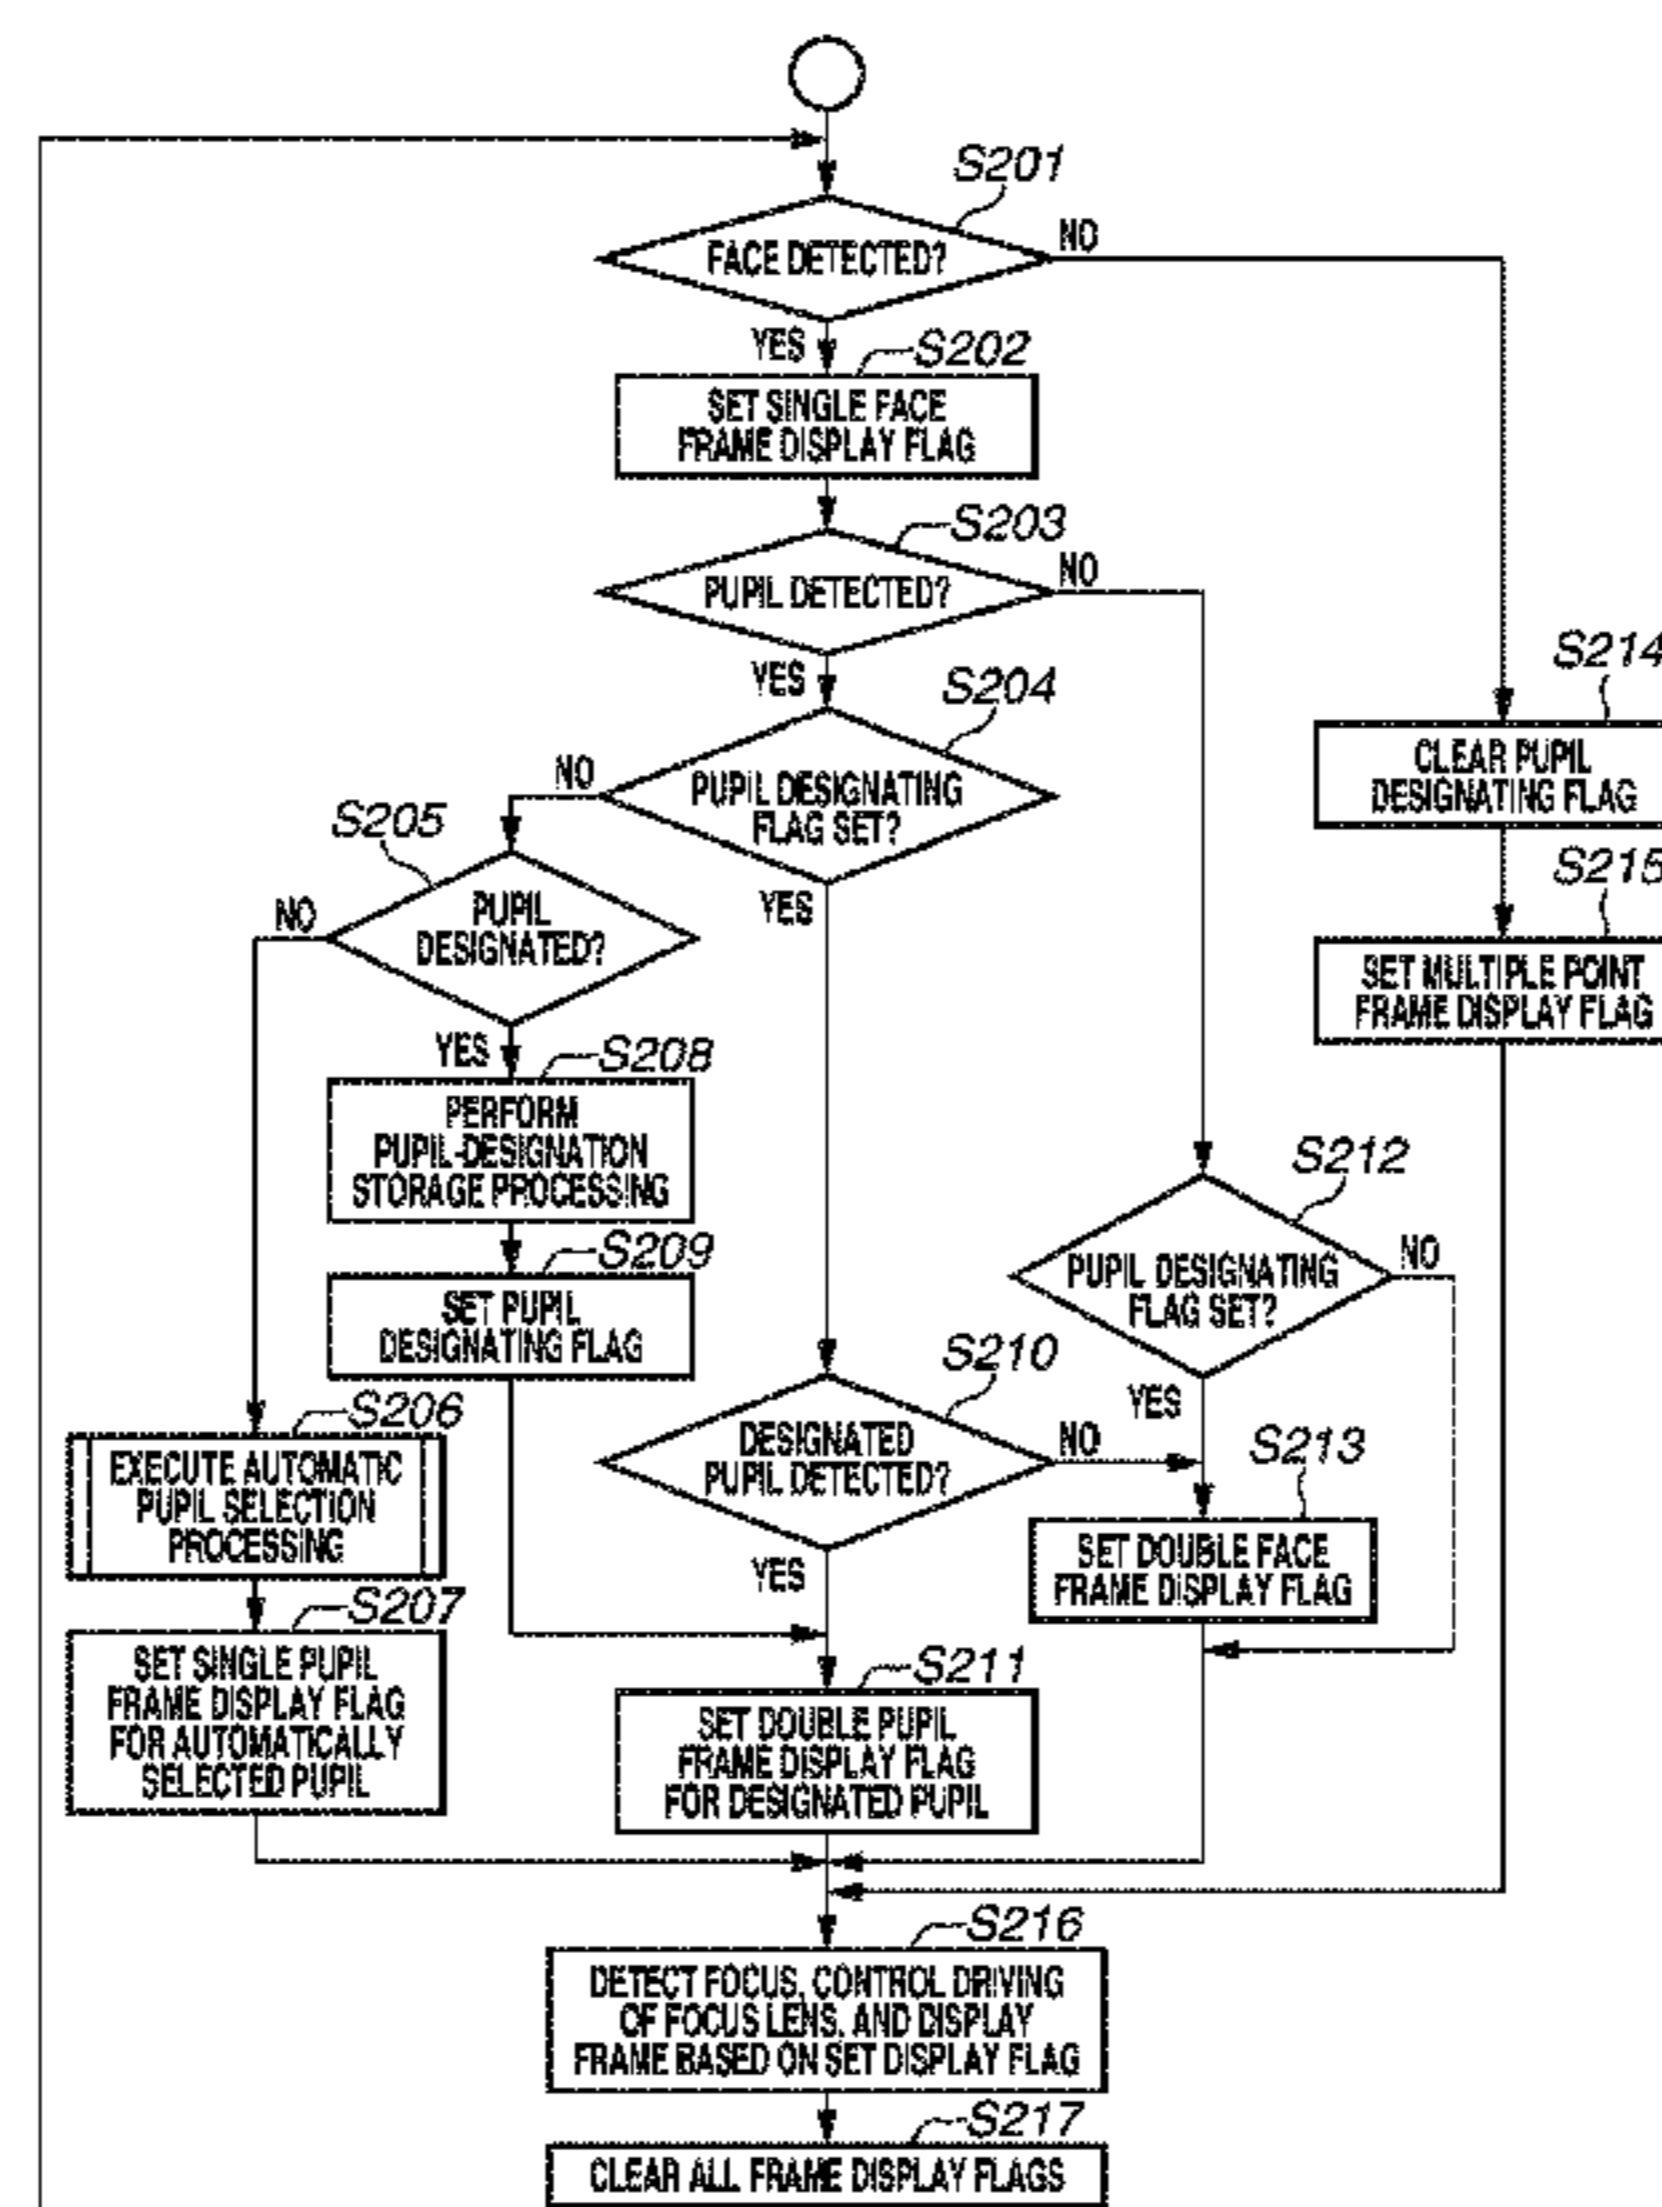 S201
FACE DETECTED?
NO
YES
S202
SET SINGLE FACE
FRAME DISPLAY FLAG
S203
PUPIL DETECTED?
NO
YES
S204
PUPIL DESIGNATING
FLAG SET?
NO
YES
S214
CLEAR PUPIL
DESIGNATING FLAG
S215
SET MULTIPLE POINT
FRAME DISPLAY FLAG
S205
PUPIL
DESIGNATED?
NO
YES
S208
PERFORM
PUPIL-DESIGNATION
STORAGE PROCESSING
S209
SET PUPIL
DESIGNATING FLAG
S212
PUPIL DESIGNATING
FLAG SET?
NO
YES
S210
DESIGNATED
PUPIL DETECTED?
NO
YES
S213
SET DOUBLE FACE
FRAME DISPLAY FLAG
S206
EXECUTE AUTOMATIC
PUPIL SELECTION
PROCESSING
S207
SET SINGLE PUPIL
FRAME DISPLAY FLAG
FOR AUTOMATICALLY
SELECTED PUPIL
S211
SET DOUBLE PUPIL
FRAME DISPLAY FLAG
FOR DESIGNATED PUPIL
S216
DETECT FOCUS, CONTROL DRIVING
OF FOCUS LENS, AND DISPLAY
FRAME BASED ON SET DISPLAY FLAG
S217
CLEAR ALL FRAME DISPLAY FLAGS